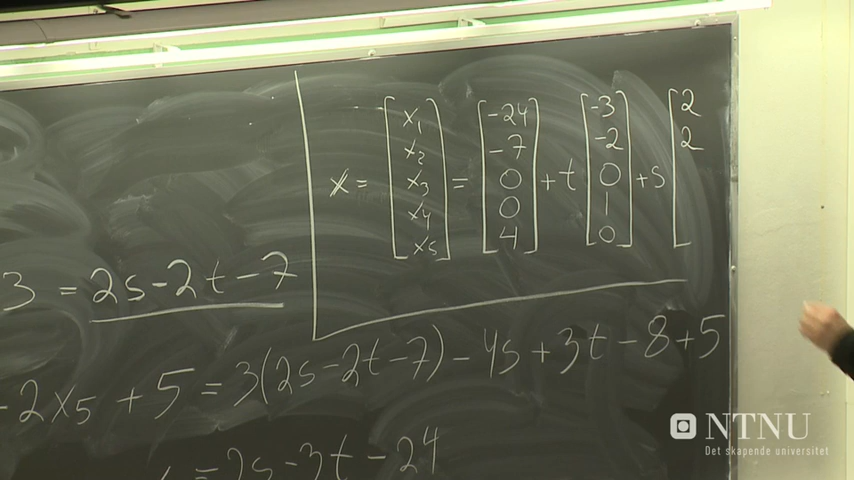 x = [x₁ x₂ x₃ x₄ x₅] = [-24 -7 0 0 4] + t [-3 -2 0 1 0] + s [2 2
3 = 2s - 2t - 7
-2x₅ + 5 = 3(2s - 2t - 7) - 4s + 3t - 8 + 5
= 2s - 3t - 24
NTNU
Det skapende universitet